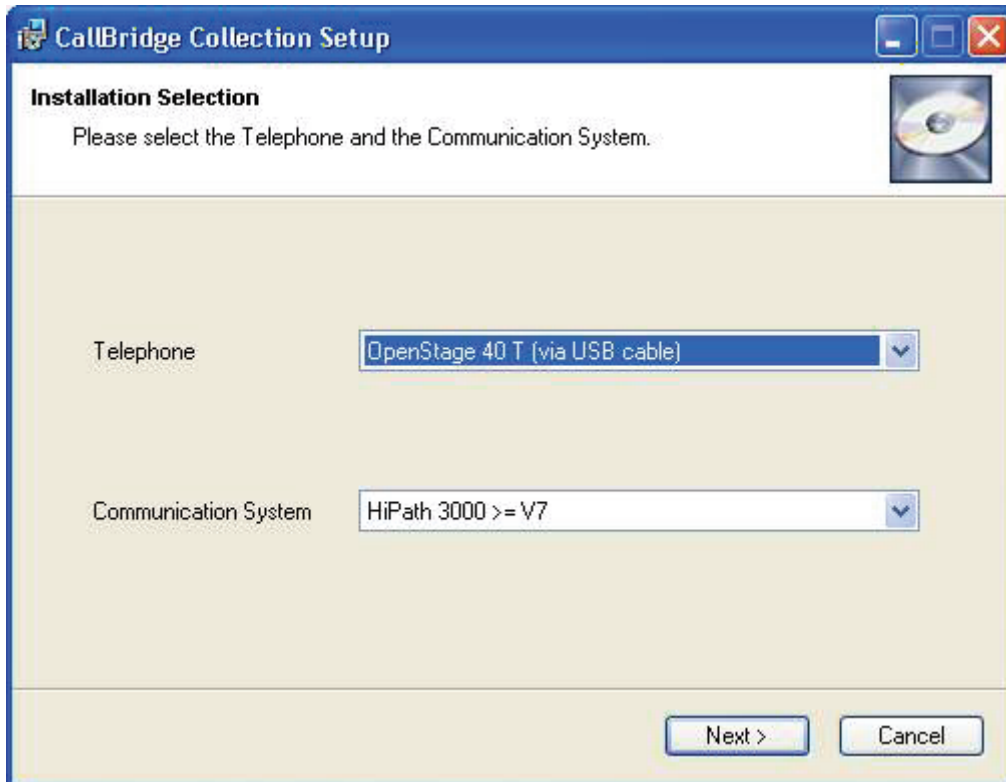 CallBridge Collection Setup
Installation Selection
Please select the Telephone and the Communication System.
Telephone
OpenStage 40 T (via USB cable)
Communication System
HiPath 3000 >= V7
Next >
Cancel